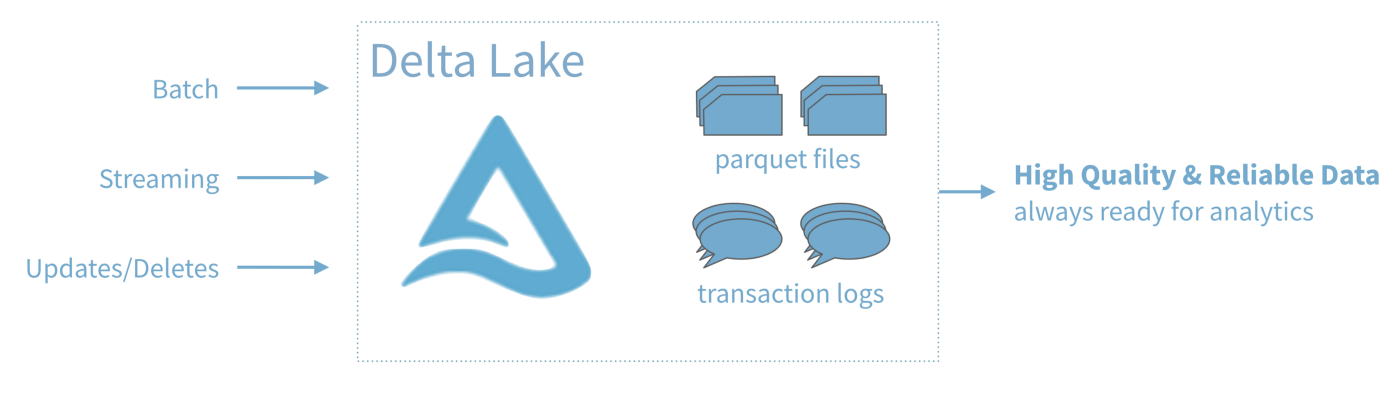 Delta Lake
Batch
Streaming
Updates/Deletes
parquet files
transaction logs
High Quality & Reliable Data
always ready for analytics